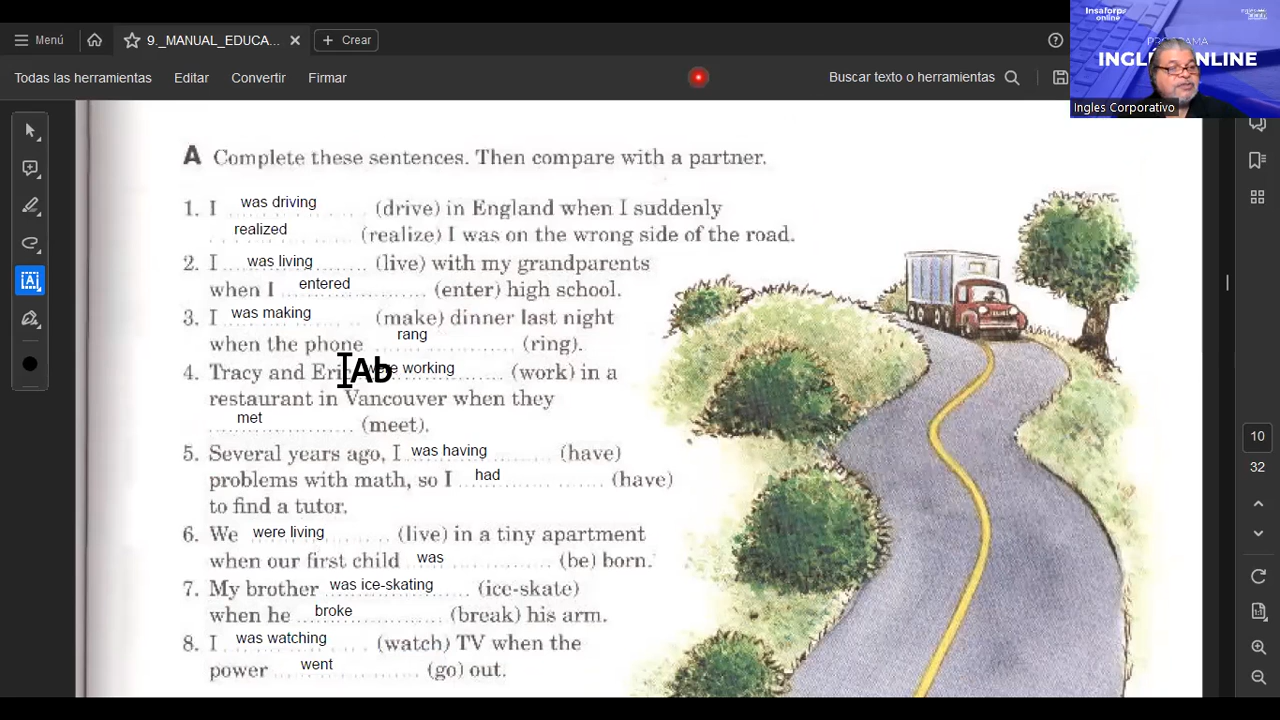 Menú
9._MANUAL_EDUCA...
Crear
Insaforp
online
PROGRAMA
INGLÉS ONLINE
Ingles Corporativo
Todas las herramientas
Editar
Convertir
Firmar
Buscar texto o herramientas
A Complete these sentences. Then compare with a partner.
1. I was driving (drive) in England when I suddenly
realized (realize) I was on the wrong side of the road.
2. I was living (live) with my grandparents
when I entered (enter) high school.
3. I was making (make) dinner last night
when the phone rang (ring).
4. Tracy and Eric were working (work) in a
restaurant in Vancouver when they
met (meet).
5. Several years ago, I was having (have)
problems with math, so I had (have)
to find a tutor.
6. We were living (live) in a tiny apartment
when our first child was (be) born.
7. My brother was ice-skating (ice-skate)
when he broke (break) his arm.
8. I was watching (watch) TV when the
power went (go) out.
Ab
10
32